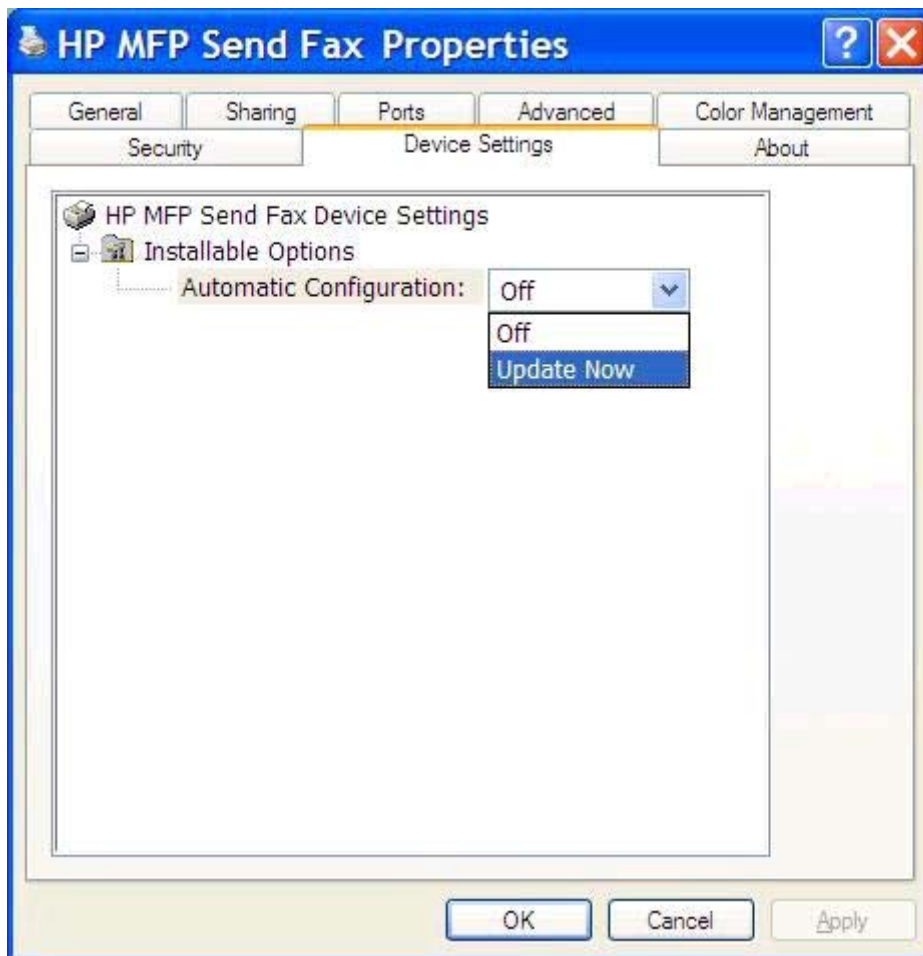 HP MFP Send Fax Properties
General Sharing Ports Advanced Color Management
Security Device Settings About
HP MFP Send Fax Device Settings
Installable Options
Automatic Configuration: Off
Off
Update Now
OK Cancel Apply